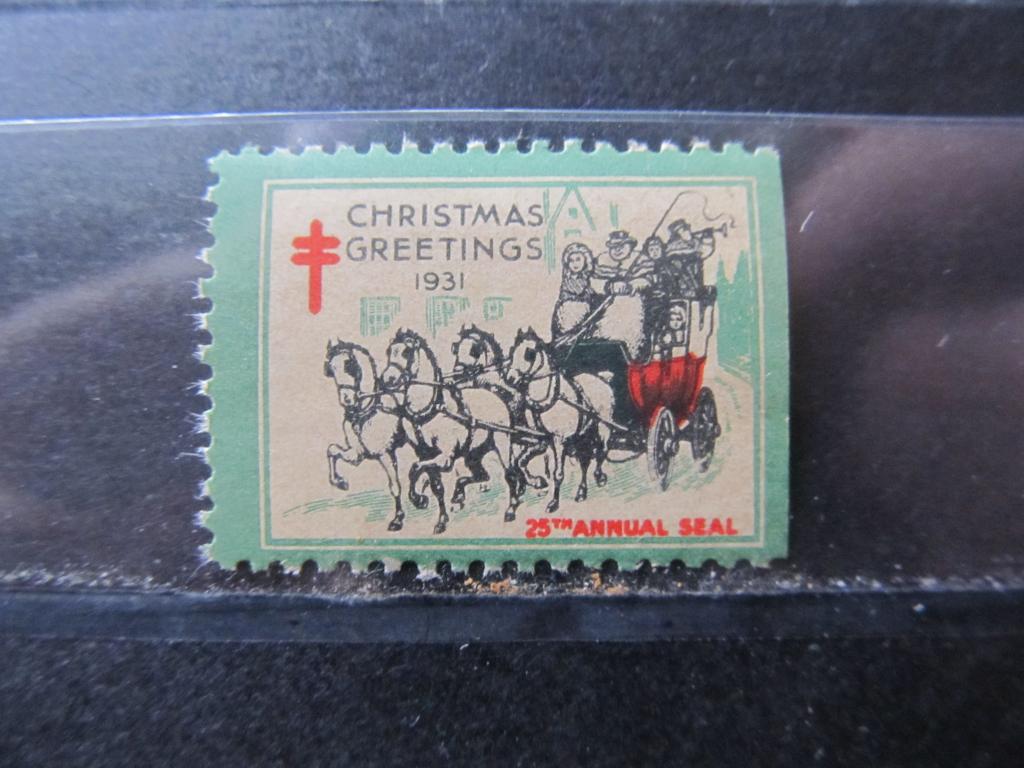 CHRISTMAS
GREETINGS
1931
25TH ANNUAL SEAL